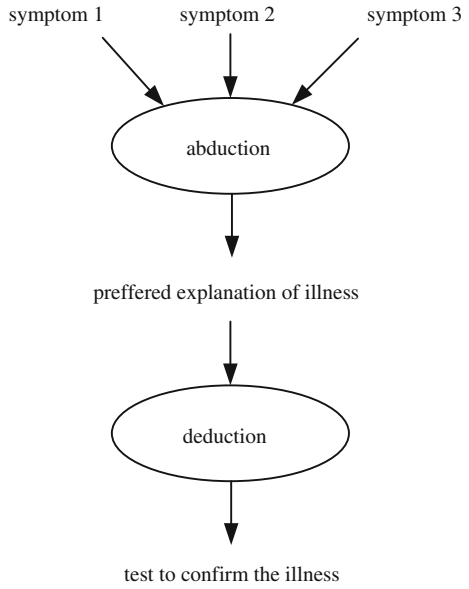 symptom 1 symptom 2 symptom 3
abduction
preffered explanation of illness
deduction
test to confirm the illness